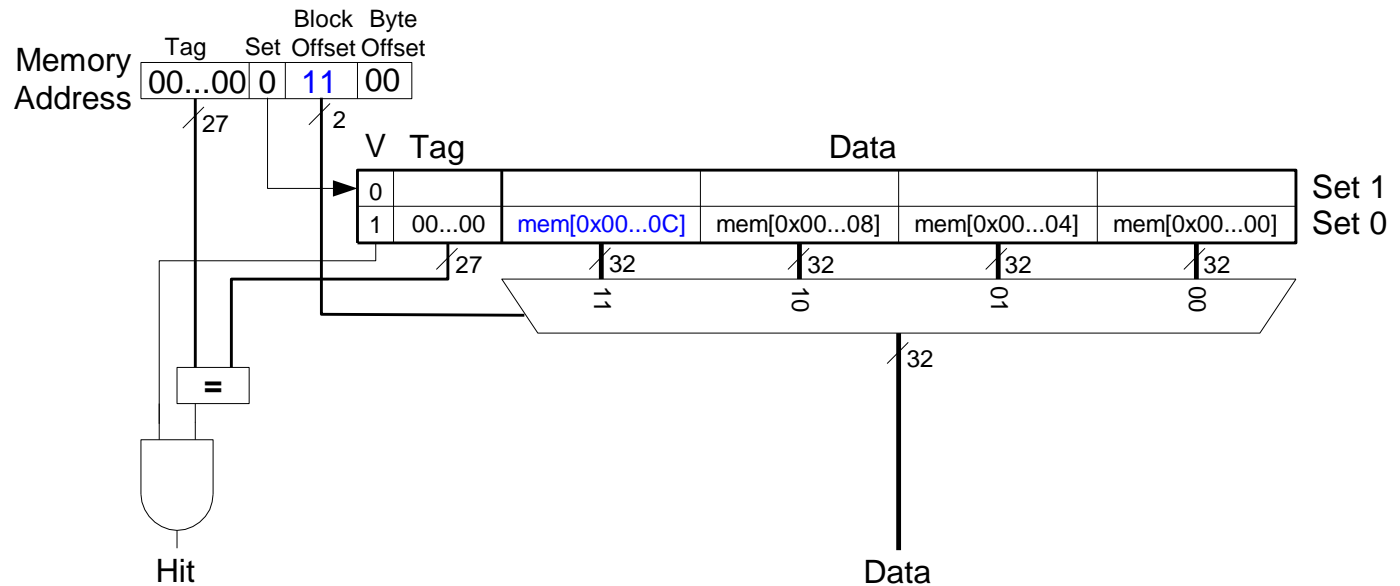 Block Byte
Tag Set Offset Offset
Memory Address
00...00 0 11 00
27 2
V Tag Data
0 Set 1
1 00...00 mem[0x00...0C] mem[0x00...08] mem[0x00...04] mem[0x00...00] Set 0
27 32 32 32 32
11 10 01 00
32
=
Hit Data